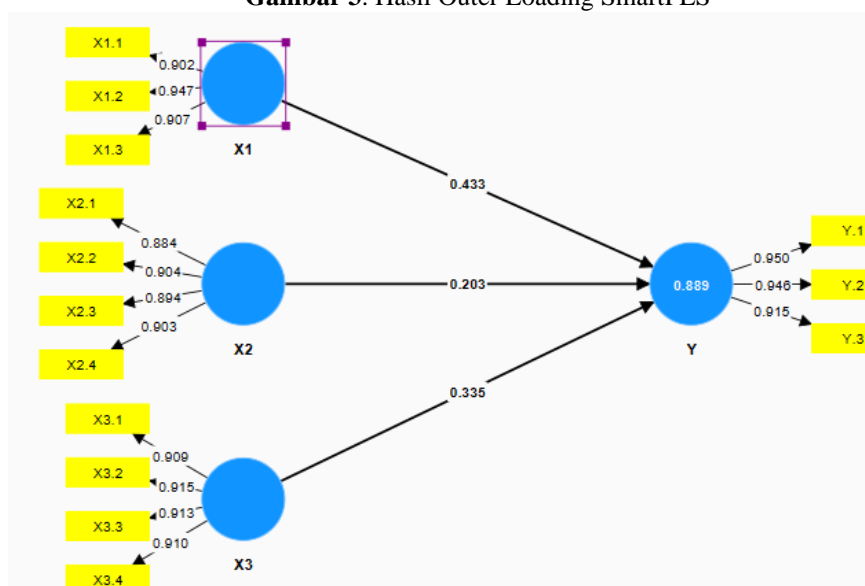 Gambar 3. Hasil Outer Loading SmartPLS
X1.1
0.902
X1.2
0.947
X1.3
0.907
X1
0.433
X2.1
0.884
X2.2
0.904
X2.3
0.894
X2.4
0.903
X2
0.203
X3.1
0.909
X3.2
0.915
X3.3
0.913
X3.4
0.910
X3
0.335
0.889
Y
Y.1
0.950
Y.2
0.946
Y.3
0.915